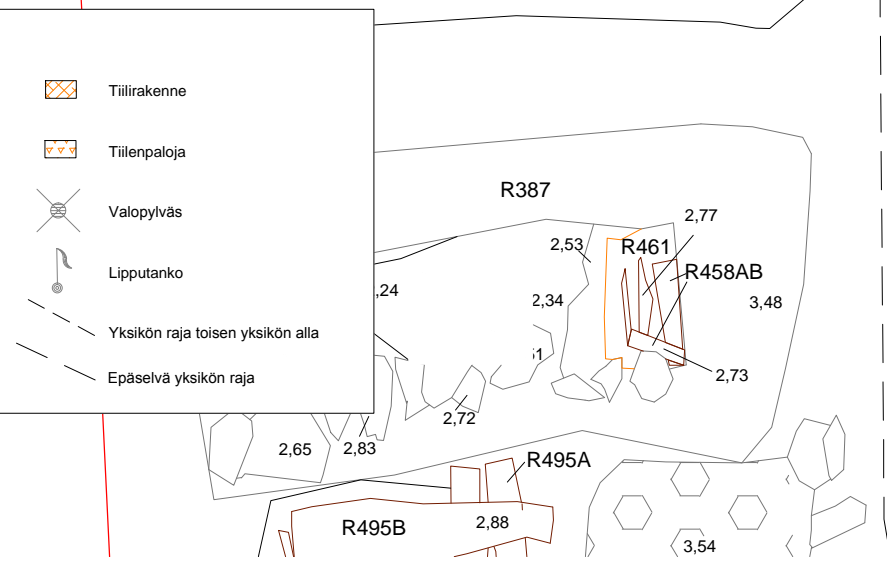 Tiilirakenne
Tiilenpaloja
Valopylväs
Lipputanko
Yksikön raja toisen yksikön alla
Epäselvä yksikön raja
R387
2,77
2,53
R461
R458AB
,24
2,34
3,48
2,73
2,72
2,65
2,83
R495A
R495B
2,88
3,54